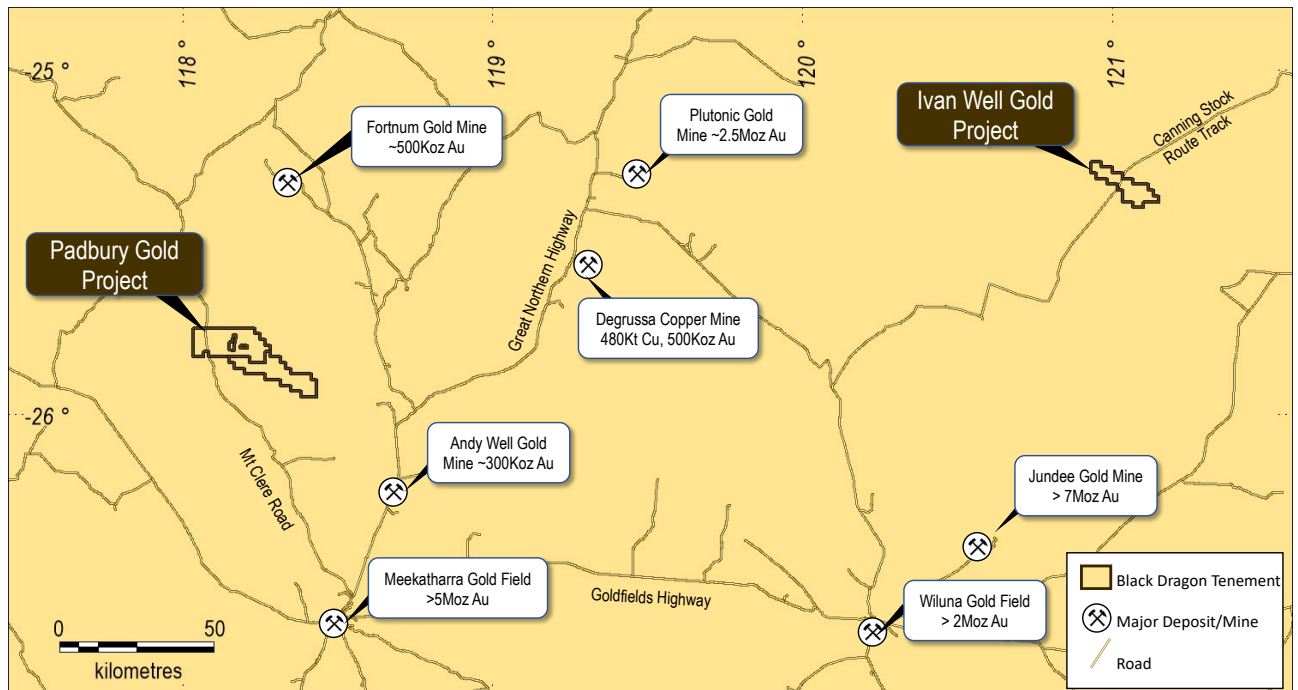 118 °
119 °
120 °
121 °
-25 °
-26 °
Fortnum Gold Mine
~500Koz Au
Plutonic Gold
Mine ~2.5Moz Au
Ivan Well Gold
Project
Canning Stock
Route Track
Padbury Gold
Project
Great Northern Highway
Degrussa Copper Mine
480Kt Cu, 500Koz Au
Mt Clere Road
Andy Well Gold
Mine ~300Koz Au
Jundee Gold Mine
> 7Moz Au
Meekatharra Gold Field
>5Moz Au
Goldfields Highway
Wiluna Gold Field
> 2Moz Au
0 50
kilometres
Black Dragon Tenement
Major Deposit/Mine
Road